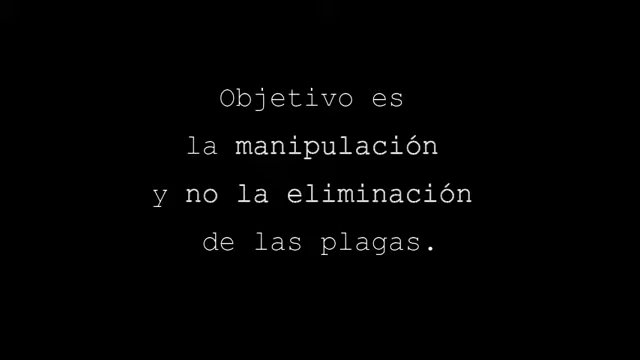 Objetivo es
la manipulación
y no la eliminación
de las plagas.